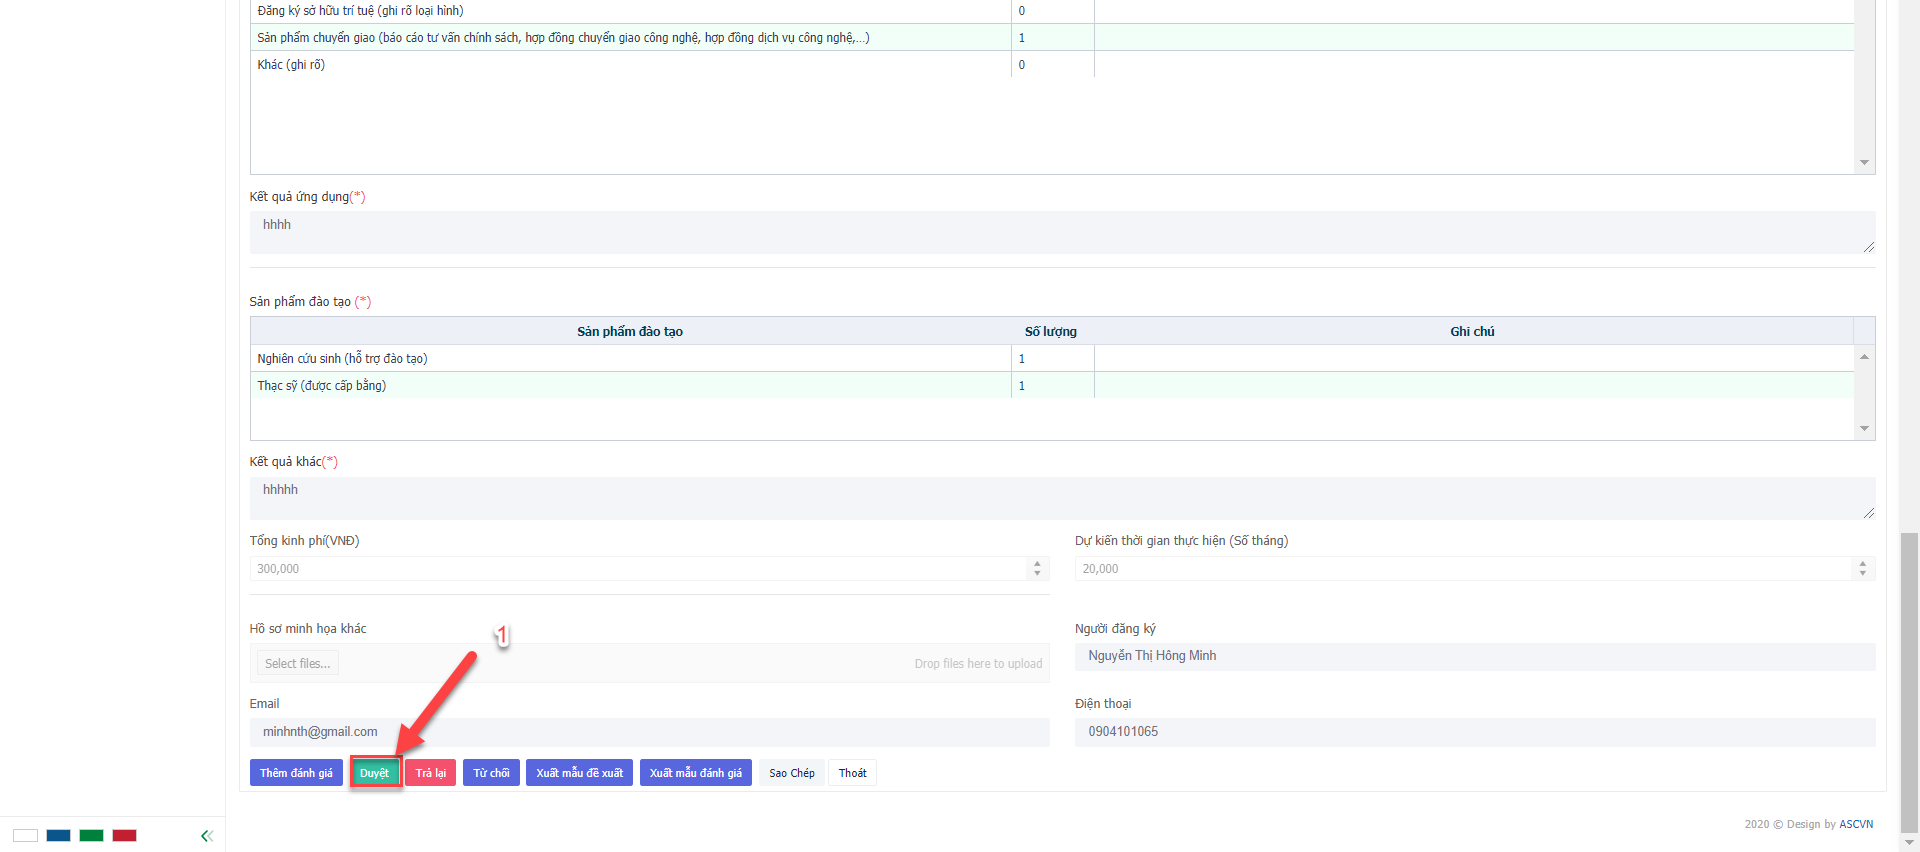 Đăng ký sở hữu trí tuệ (ghi rõ loại hình) 0
Sản phẩm chuyển giao (báo cáo tư vấn chính sách, hợp đồng chuyển giao công nghệ, hợp đồng dịch vụ công nghệ,...) 1
Khác (ghi rõ) 0
Kết quả ứng dụng(*)
hhhh
Sản phẩm đào tạo (*)
Sản phẩm đào tạo Số lượng Ghi chú
Nghiên cứu sinh (hỗ trợ đào tạo) 1
Thạc sỹ (được cấp bằng) 1
Kết quả khác(*)
hhhhh
Tổng kinh phí(VNĐ) Dự kiến thời gian thực hiện (Số tháng)
300,000 20,000
Hồ sơ minh họa khác Người đăng ký
1
Select files... Drop files here to upload Nguyễn Thị Hồng Minh
Email Điện thoại
minhnth@gmail.com 0904101065
Thêm đánh giá Duyệt Trả lại Từ chối Xuất mẫu đề xuất Xuất mẫu đánh giá Sao Chép Thoát
2020 © Design by ASCVN